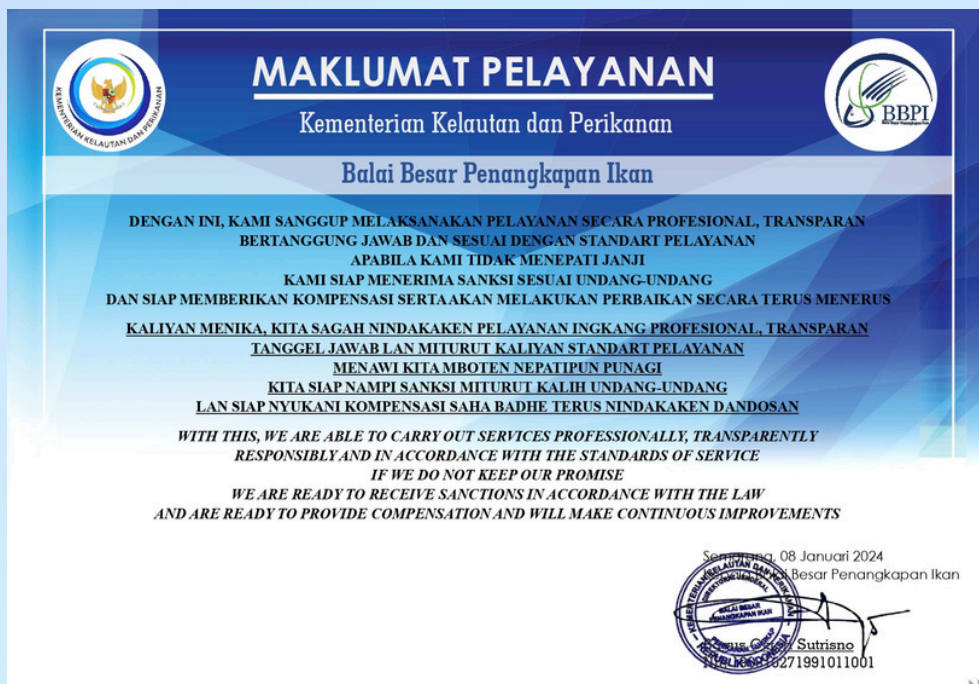 MAKLUMAT PELAYANAN
Kementerian Kelautan dan Perikanan
Balai Besar Penangkapan Ikan
KEMENTERIAN KELAUTAN DAN PERIKANAN
BBPI
DENGAN INI, KAMI SANGGUP MELAKSANAKAN PELAYANAN SECARA PROFESIONAL, TRANSPARAN
BERTANGGUNG JAWAB DAN SESUAI DENGAN STANDART PELAYANAN
APABILA KAMI TIDAK MENEPATI JANJI
KAMI SIAP MENERIMA SANKSI SESUAI UNDANG-UNDANG
DAN SIAP MEMBERIKAN KOMPENSASI SERTA AKAN MELAKUKAN PERBAIKAN SECARA TERUS MENERUS
KALIYAN MENIKA, KITA SAGAH NINDAKAKEN PELAYANAN INGKANG PROFESIONAL, TRANSPARAN
TANGGEL JAWAB LAN MITURUT KALIYAN STANDART PELAYANAN
MENAWI KITA MBOTEN NEPATIPUN PUNAGI
KITA SIAP NAMPI SANKSI MITURUT KALIH UNDANG-UNDANG
LAN SIAP NYUKANI KOMPENSASI SAHA BADHE TERUS NINDAKAKEN DANDOSAN
WITH THIS, WE ARE ABLE TO CARRY OUT SERVICES PROFESSIONALLY, TRANSPARENTLY
RESPONSIBLY AND IN ACCORDANCE WITH THE STANDARDS OF SERVICE
IF WE DO NOT KEEP OUR PROMISE
WE ARE READY TO RECEIVE SANCTIONS IN ACCORDANCE WITH THE LAW
AND ARE READY TO PROVIDE COMPENSATION AND WILL MAKE CONTINUOUS IMPROVEMENTS
Semarang, 08 Januari 2024
Besar Penangkapan Ikan
BALAI BESAR
PENANGKAPAN IKAN
REPUBLIK INDONESIA
Sutrisno